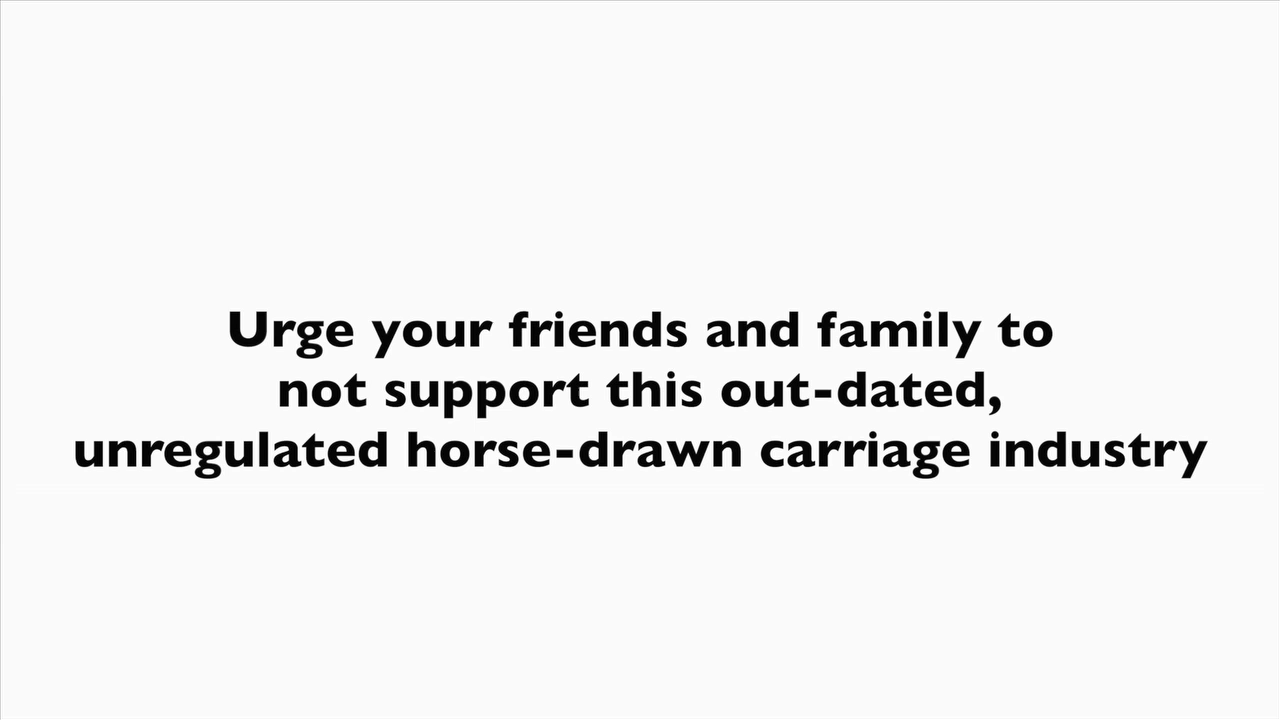 Urge your friends and family to
not support this out-dated,
unregulated horse-drawn carriage industry